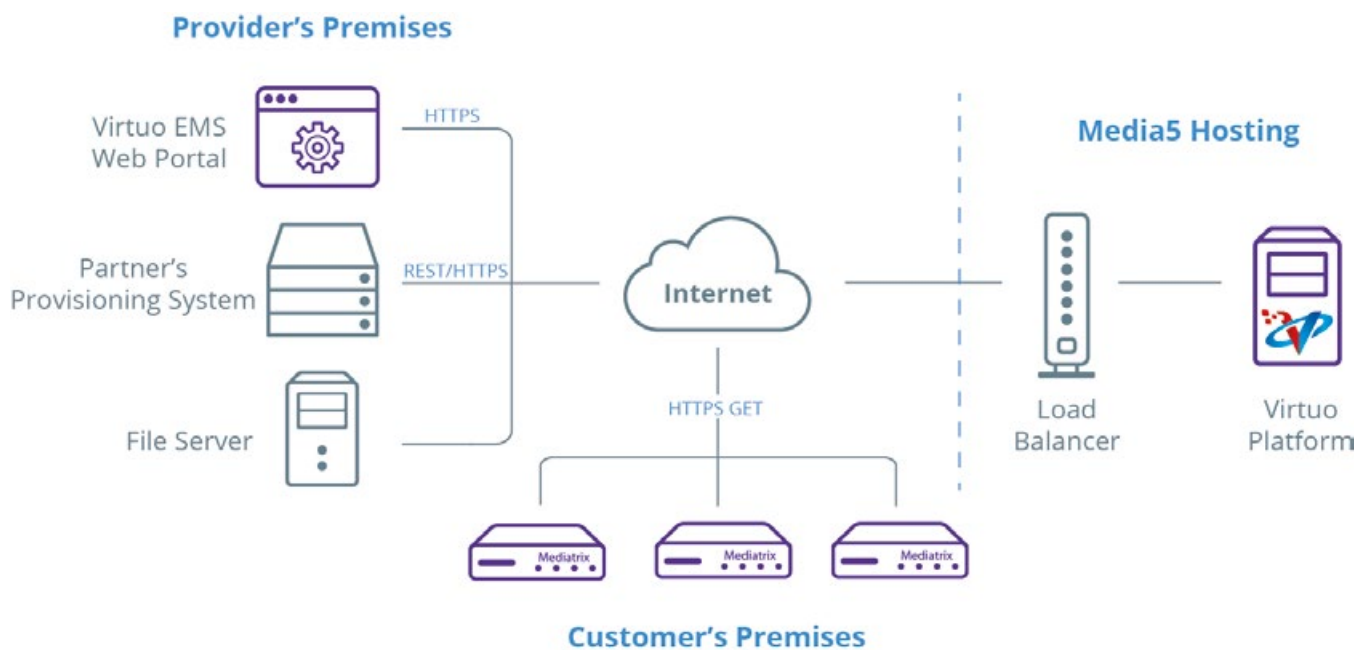 Provider's Premises
Virtuo EMS
Web Portal
HTTPS
Media5 Hosting
Partner's
Provisioning System
REST/HTTPS
Internet
File Server
HTTPS GET
Load
Balancer
Virtuo
Platform
Mediatrix
Mediatrix
Mediatrix
Customer's Premises